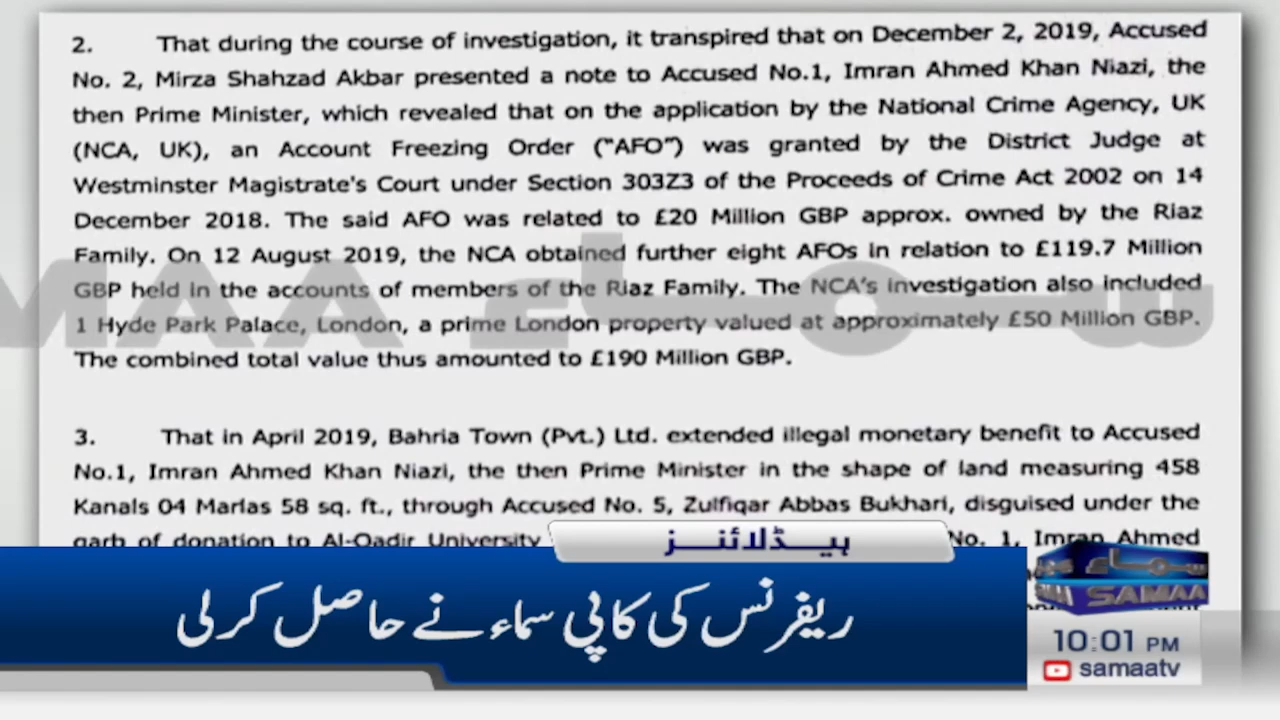 2. That during the course of investigation, it transpired that on December 2, 2019, Accused
No. 2, Mirza Shahzad Akbar presented a note to Accused No.1, Imran Ahmed Khan Niazi, the
then Prime Minister, which revealed that on the application by the National Crime Agency, UK
(NCA, UK), an Account Freezing Order ("AFO") was granted by the District Judge at
Westminster Magistrate's Court under Section 303Z3 of the Proceeds of Crime Act 2002 on 14
December 2018. The said AFO was related to £20 Million GBP approx. owned by the Riaz
Family. On 12 August 2019, the NCA obtained further eight AFOs in relation to £119.7 Million
GBP held in the accounts of members of the Riaz Family. The NCA's investigation also included
1 Hyde Park Palace, London, a prime London property valued at approximately £50 Million GBP.
The combined total value thus amounted to £190 Million GBP.
3. That in April 2019, Bahria Town (Pvt.) Ltd. extended illegal monetary benefit to Accused
No.1, Imran Ahmed Khan Niazi, the then Prime Minister in the shape of land measuring 458
Kanals 04 Marlas 58 sq. ft., through Accused No. 5, Zulfiqar Abbas Bukhari, disguised under the
garb of donation to Al-Qadir University No. 1, Imran Ahmed
ہیڈلائنز
ریفرنس کی کاپی سماء نے حاصل کرلی
سماء
SAMAA
10:01 PM
samaatv